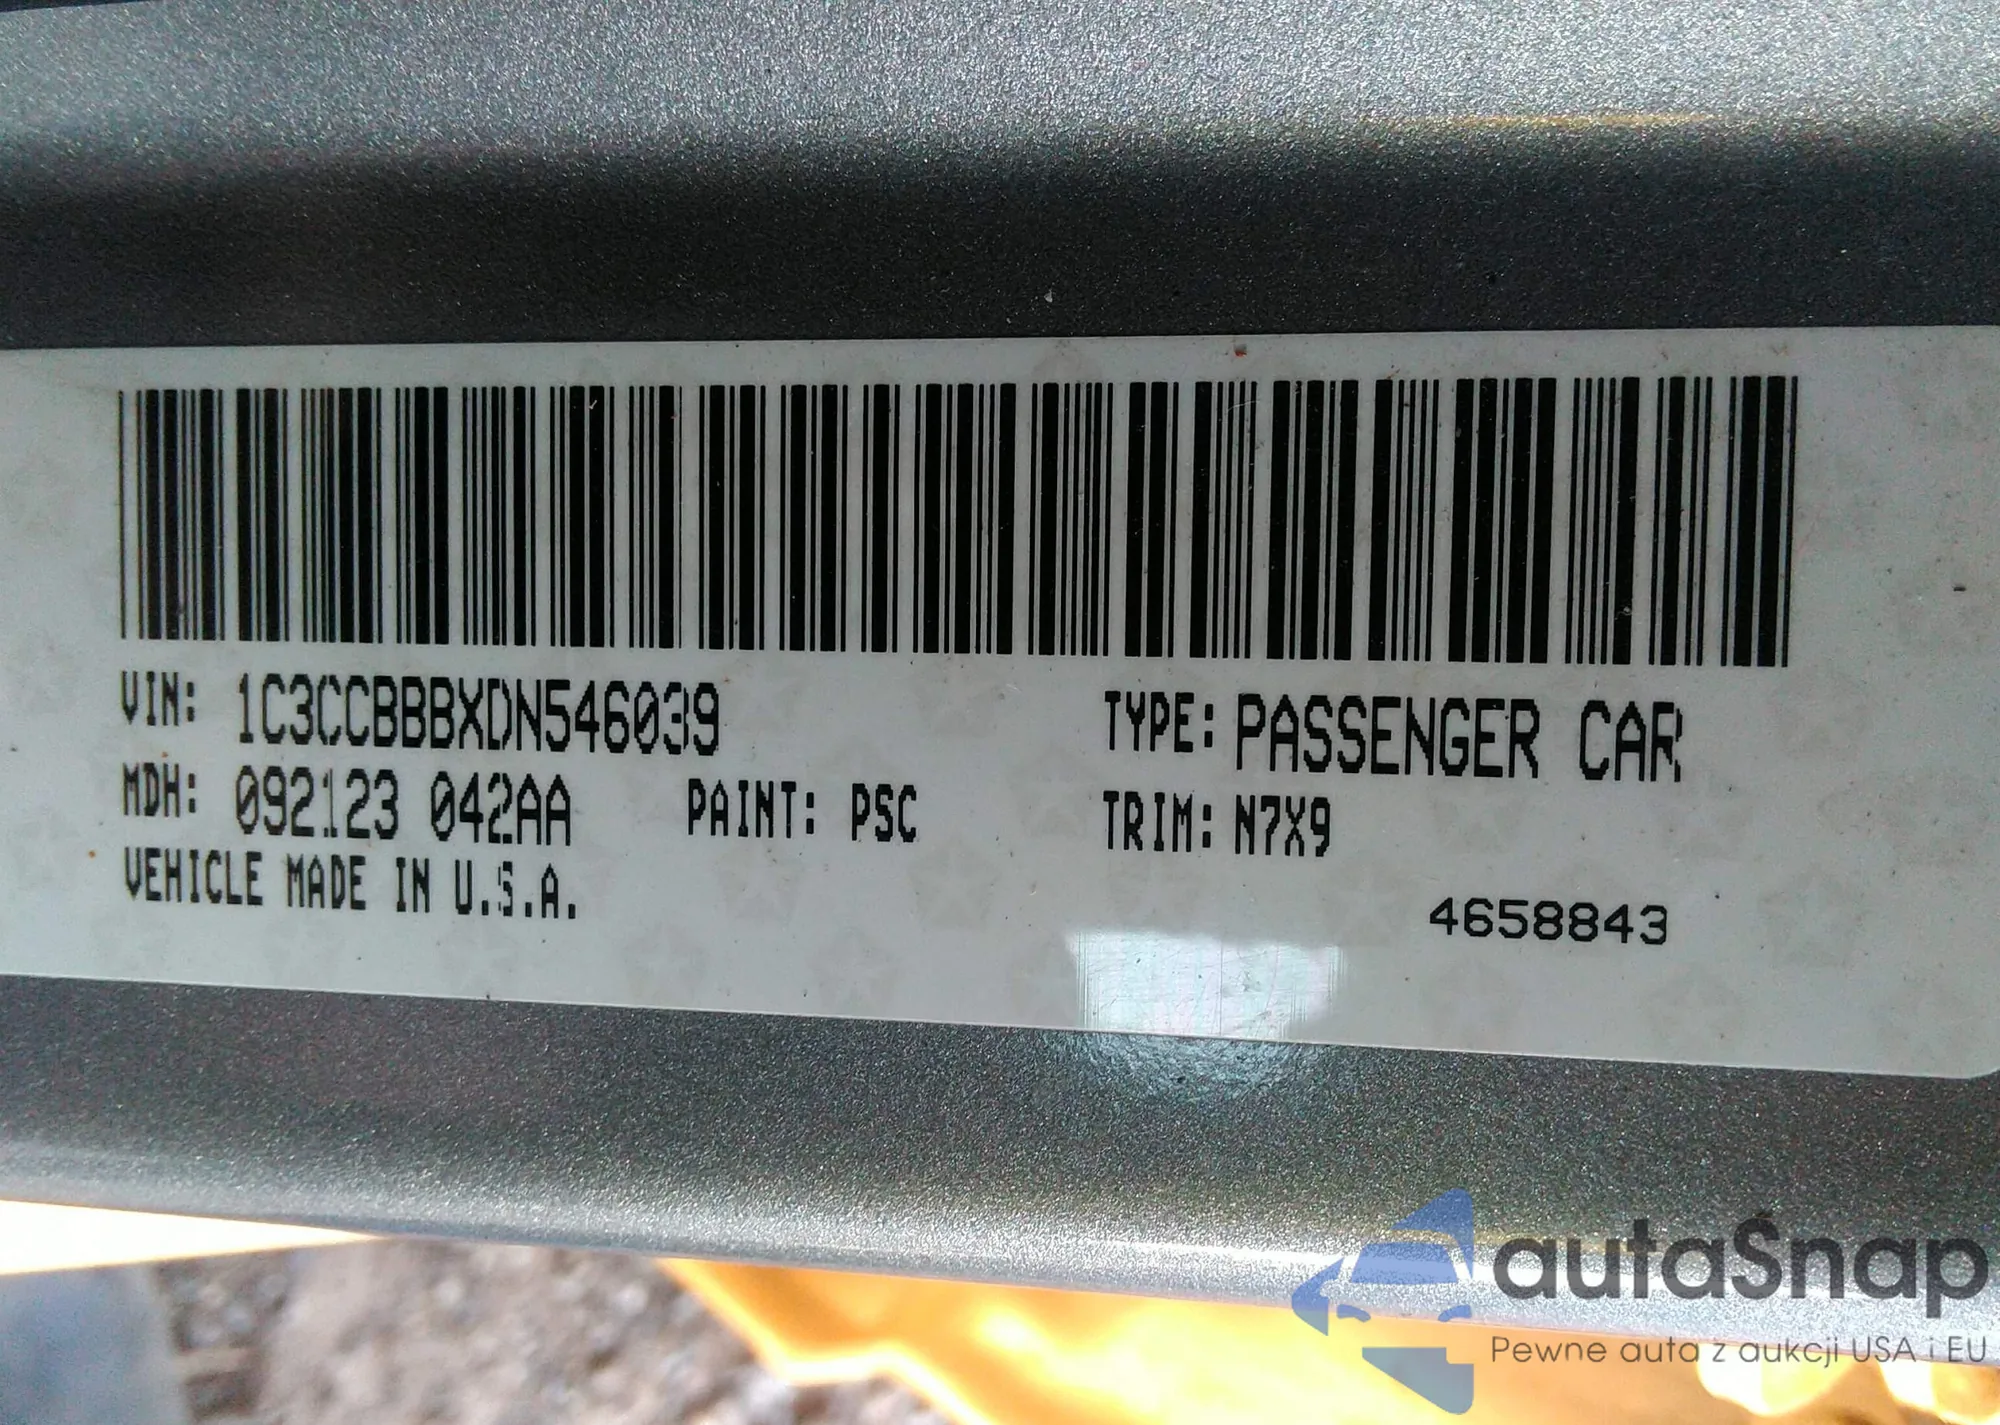 VIN: 1C3CCBBBXDN546039 TYPE: PASSENGER CAR
MDH: 092123 042AA PAINT: PSC TRIM: N7X9
VEHICLE MADE IN U.S.A.
4658843
autaSnap
Pewne auta z aukcji USA i EU